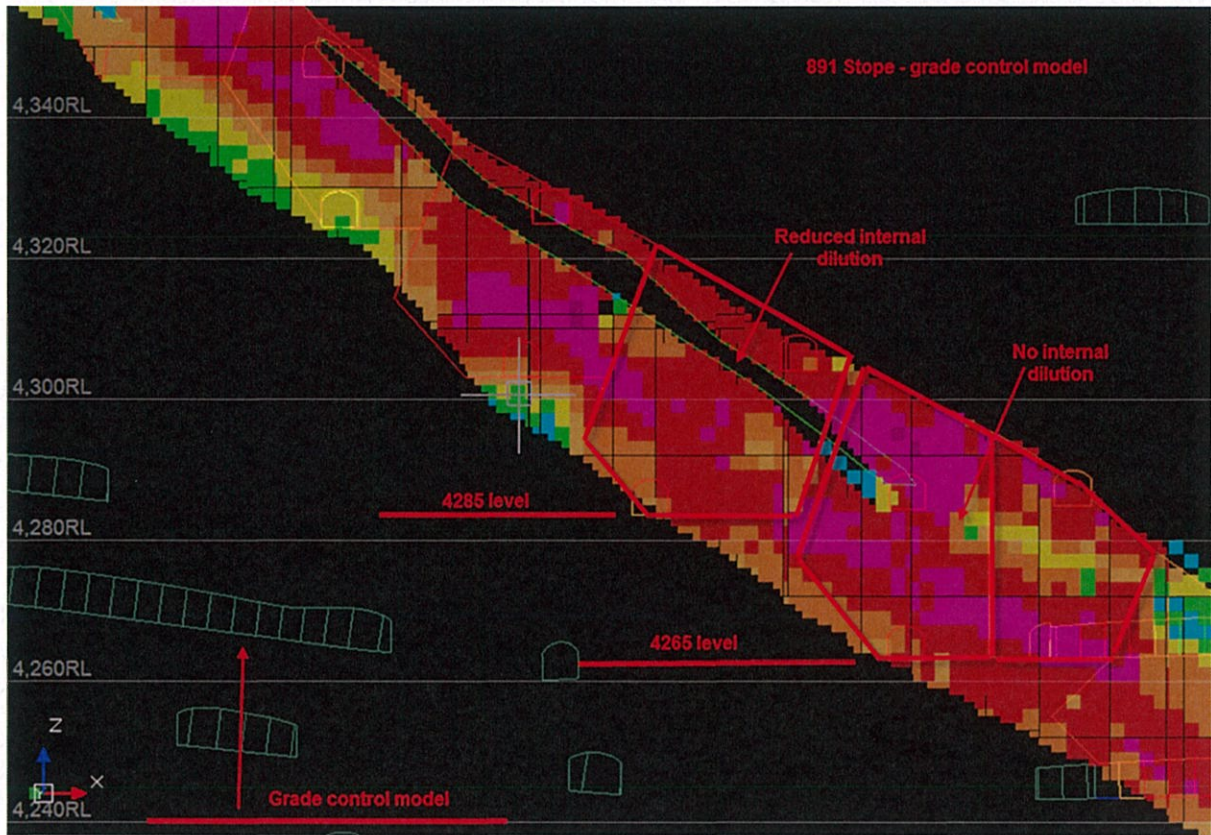 891 Stope - grade control model
4,340RL
4,320RL
Reduced internal
dilution
No internal
dilution
4,300RL
4285 level
4,280RL
4265 level
4,260RL
Z
X
Grade control model
4,240RL